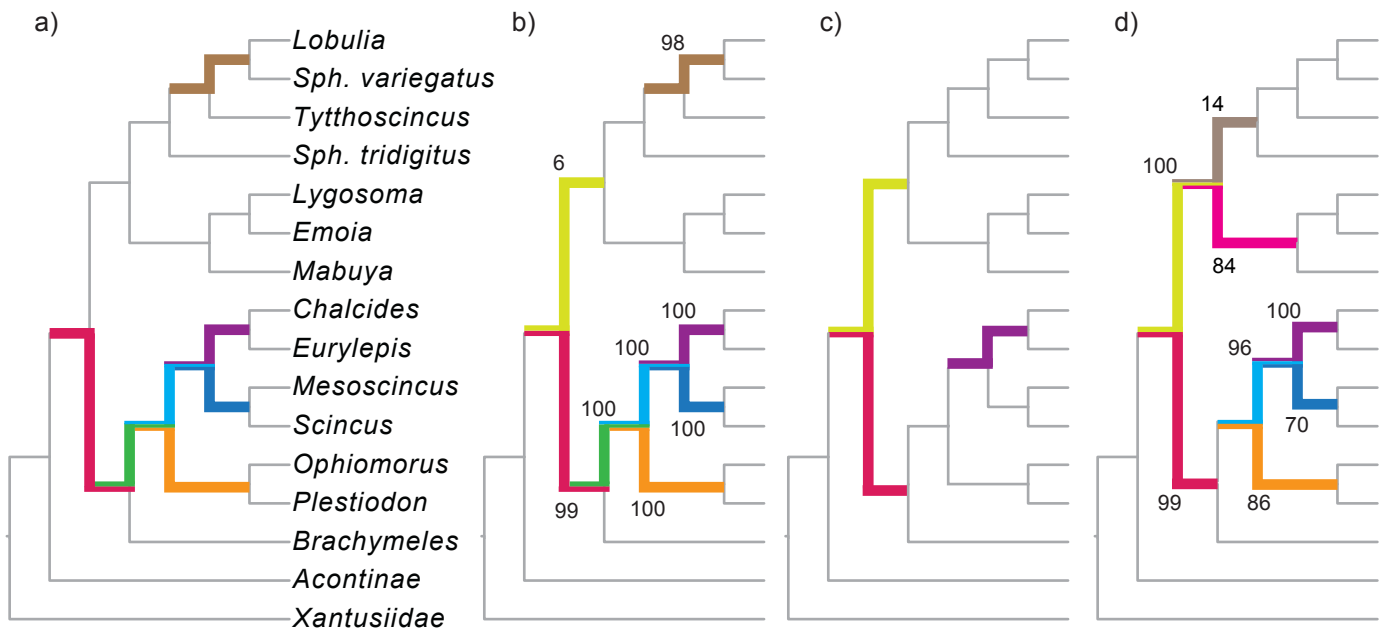 a)
b)
c)
d)
Lobulia
Sph. variegatus
Tytthoscincus
Sph. tridigitus
Lygosoma
Emoia
Mabuya
Chalcides
Eurylepis
Mesoscincus
Scincus
Ophiomorus
Plestiodon
Brachymeles
Acontinae
Xantusiidae
98
6
100
100
100
100
99
100
14
100
84
100
96
70
99
86